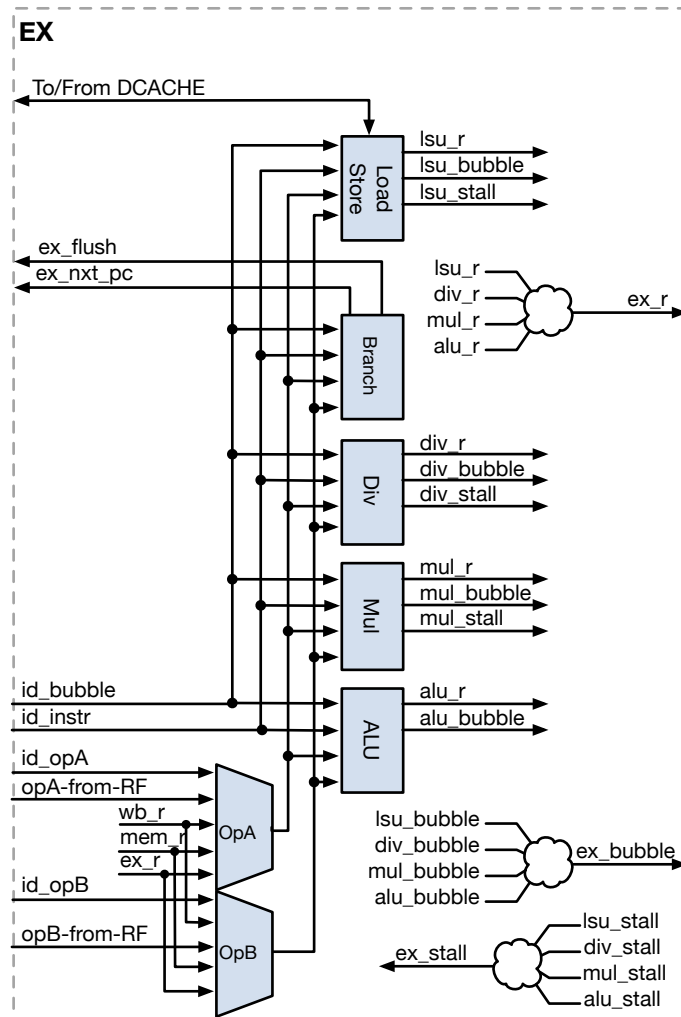 EX
To/From DCACHE
Load
Store
lsu_r
lsu_bubble
lsu_stall
ex_flush
ex_nxt_pc
lsu_r
div_r
mul_r
alu_r
ex_r
Branch
Div
div_r
div_bubble
div_stall
Mul
mul_r
mul_bubble
mul_stall
id_bubble
id_instr
ALU
alu_r
alu_bubble
id_opA
opA-from-RF
wb_r
mem_r
ex_r
OpA
id_opB
opB-from-RF
OpB
lsu_bubble
div_bubble
mul_bubble
alu_bubble
ex_bubble
ex_stall
lsu_stall
div_stall
mul_stall
alu_stall